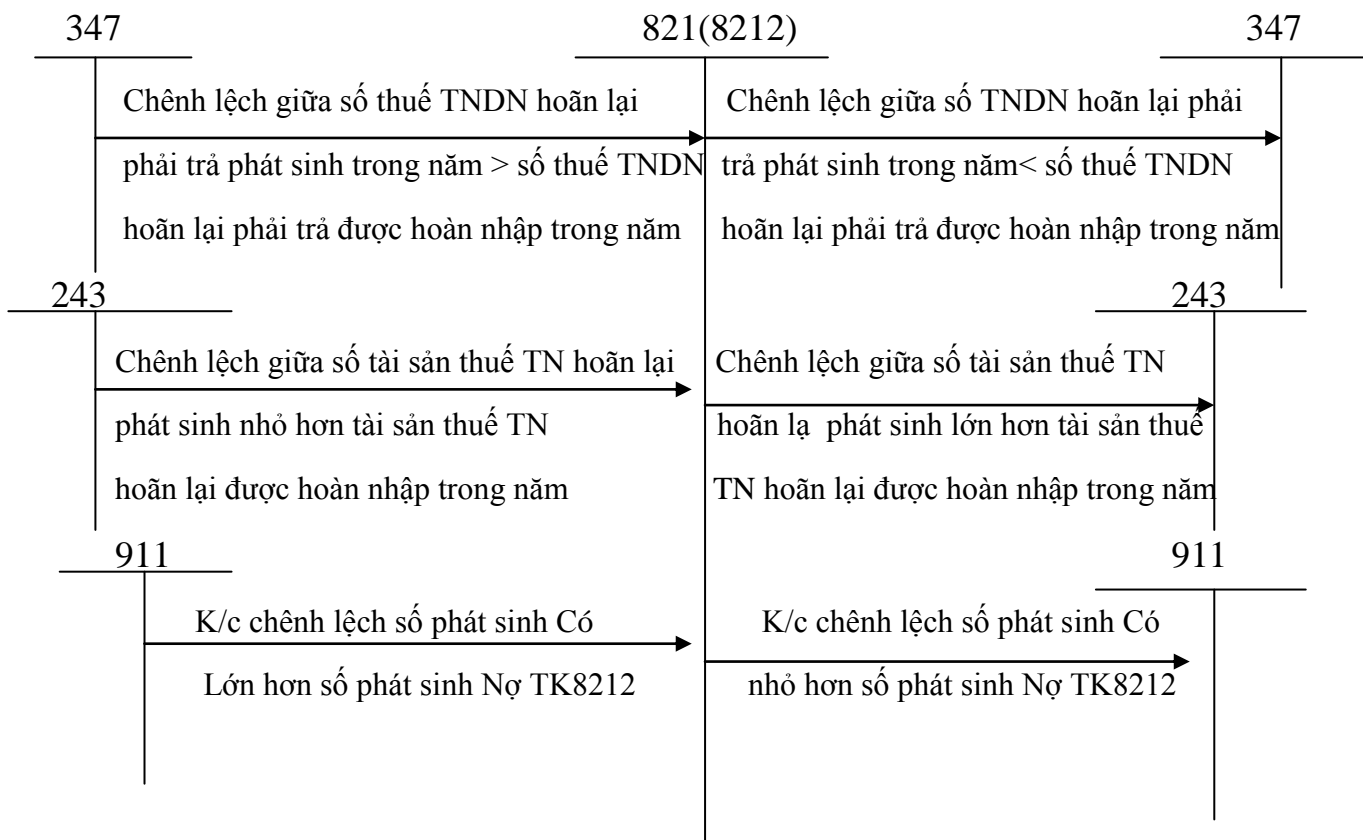 347
821(8212)
347
Chênh lệch giữa số thuế TNDN hoãn lại
phải trả phát sinh trong năm > số thuế TNDN
hoãn lại phải trả được hoàn nhập trong năm
Chênh lệch giữa số TNDN hoãn lại phải
trả phát sinh trong năm< số thuế TNDN
hoãn lại phải trả được hoàn nhập trong năm
243
243
Chênh lệch giữa số tài sản thuế TN hoãn lại
phát sinh nhỏ hơn tài sản thuế TN
hoãn lại được hoàn nhập trong năm
Chênh lệch giữa số tài sản thuế TN
hoãn lạ phát sinh lớn hơn tài sản thuế
TN hoãn lại được hoàn nhập trong năm
911
911
K/c chênh lệch số phát sinh Có
Lớn hơn số phát sinh Nợ TK8212
K/c chênh lệch số phát sinh Có
nhỏ hơn số phát sinh Nợ TK8212